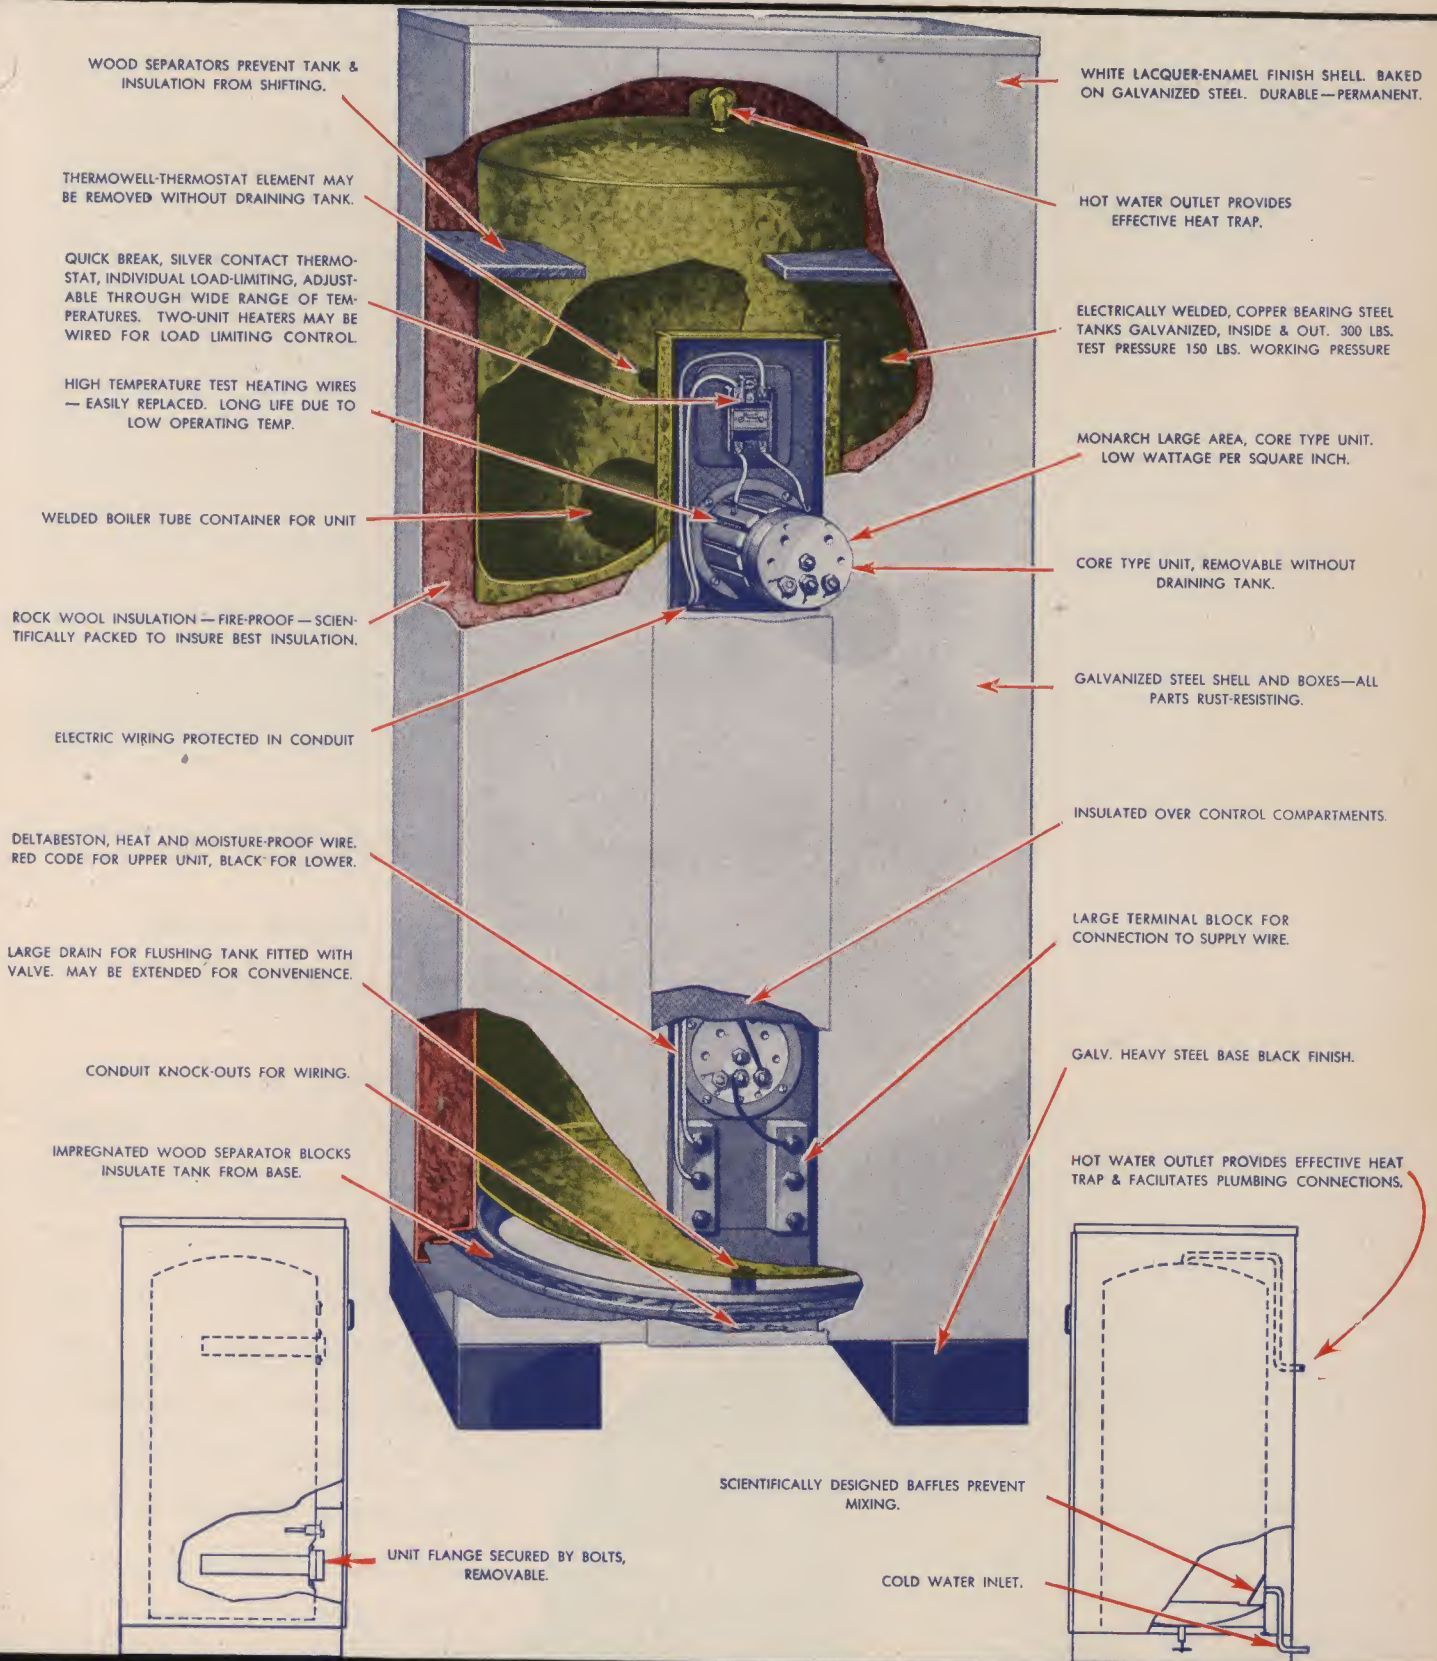 WOOD SEPARATORS PREVENT TANK &
INSULATION FROM SHIFTING.
THERMOWELL-THERMOSTAT ELEMENT MAY
BE REMOVED WITHOUT DRAINING TANK.
QUICK BREAK, SILVER CONTACT THERMO-
STAT, INDIVIDUAL LOAD-LIMITING, ADJUST-
ABLE THROUGH WIDE RANGE OF TEM-
PERATURES. TWO-UNIT HEATERS MAY BE
WIRED FOR LOAD LIMITING CONTROL.
HIGH TEMPERATURE TEST HEATING WIRES
— EASILY REPLACED. LONG LIFE DUE TO
LOW OPERATING TEMP.
WELDED BOILER TUBE CONTAINER FOR UNIT
ROCK WOOL INSULATION — FIRE-PROOF — SCIEN-
TIFICALLY PACKED TO INSURE BEST INSULATION.
ELECTRIC WIRING PROTECTED IN CONDUIT
DELTABESTON, HEAT AND MOISTURE-PROOF WIRE.
RED CODE FOR UPPER UNIT, BLACK FOR LOWER.
LARGE DRAIN FOR FLUSHING TANK FITTED WITH
VALVE. MAY BE EXTENDED FOR CONVENIENCE.
CONDUIT KNOCK-OUTS FOR WIRING.
IMPREGNATED WOOD SEPARATOR BLOCKS
INSULATE TANK FROM BASE.
WHITE LACQUER-ENAMEL FINISH SHELL. BAKED
ON GALVANIZED STEEL. DURABLE — PERMANENT.
HOT WATER OUTLET PROVIDES
EFFECTIVE HEAT TRAP.
ELECTRICALLY WELDED, COPPER BEARING STEEL
TANKS GALVANIZED, INSIDE & OUT. 300 LBS.
TEST PRESSURE 150 LBS. WORKING PRESSURE
MONARCH LARGE AREA, CORE TYPE UNIT.
LOW WATTAGE PER SQUARE INCH.
CORE TYPE UNIT, REMOVABLE WITHOUT
DRAINING TANK.
GALVANIZED STEEL SHELL AND BOXES—ALL
PARTS RUST-RESISTING.
INSULATED OVER CONTROL COMPARTMENTS.
LARGE TERMINAL BLOCK FOR
CONNECTION TO SUPPLY WIRE.
GALV. HEAVY STEEL BASE BLACK FINISH.
HOT WATER OUTLET PROVIDES EFFECTIVE HEAT
TRAP & FACILITATES PLUMBING CONNECTIONS.
SCIENTIFICALLY DESIGNED BAFFLES PREVENT
MIXING.
UNIT FLANGE SECURED BY BOLTS,
REMOVABLE.
COLD WATER INLET.